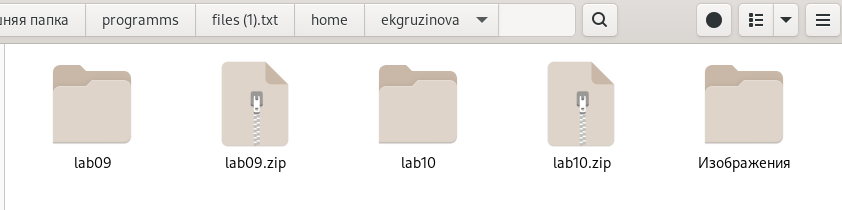 няя папка programms files (1).txt home ekgruzinova
lab09 lab09.zip lab10 lab10.zip Изображения